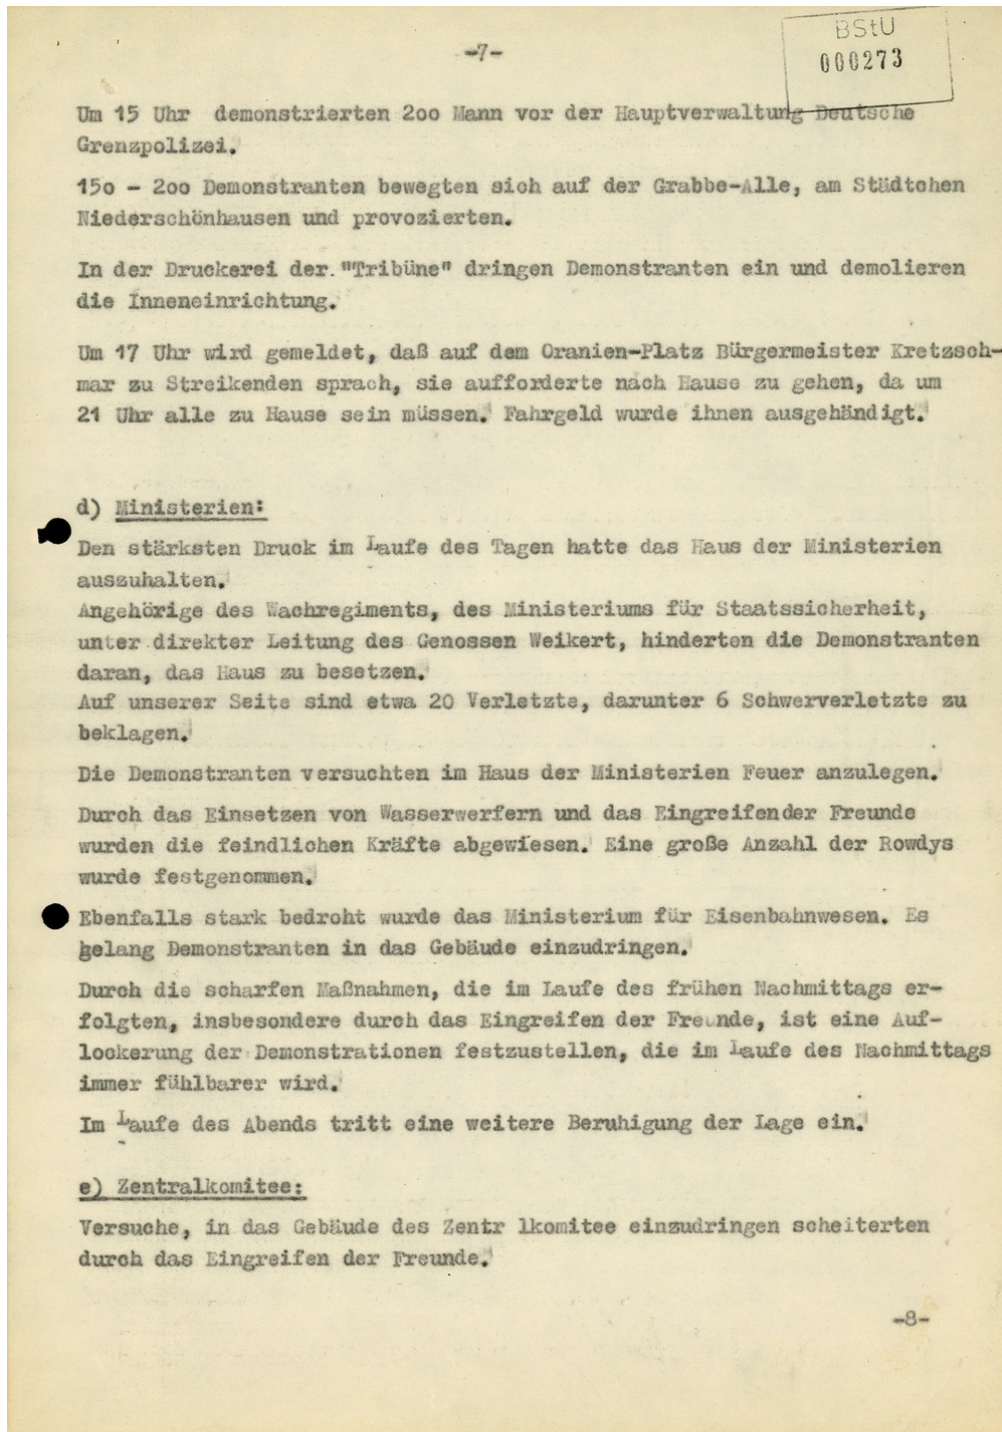 -7-
BStU
000273
Um 15 Uhr demonstrierten 2oo Mann vor der Hauptverwaltung Deutsche
Grenzpolizei.
15o - 2oo Demonstranten bewegten sich auf der Grabbe-Alle, am Städtchen
Niederschönhausen und provozierten.
In der Druckerei der "Tribüne" dringen Demonstranten ein und demolieren
die Inneneinrichtung.
Um 17 Uhr wird gemeldet, daß auf dem Oranien-Platz Bürgermeister Kretzsch-
mar zu Streikenden sprach, sie aufforderte nach Hause zu gehen, da um
21 Uhr alle zu Hause sein müssen. Fahrgeld wurde ihnen ausgehändigt.
d) Ministerien:
Den stärksten Druck im Laufe des Tagen hatte das Haus der Ministerien
auszuhalten.
Angehörige des Wachregiments, des Ministeriums für Staatssicherheit,
unter direkter Leitung des Genossen Weikert, hinderten die Demonstranten
daran, das Haus zu besetzen.
Auf unserer Seite sind etwa 20 Verletzte, darunter 6 Schwerverletzte zu
beklagen.
Die Demonstranten versuchten im Haus der Ministerien Feuer anzulegen.
Durch das Einsetzen von Wasserwerfern und das Eingreifender Freunde
wurden die feindlichen Kräfte abgewiesen. Eine große Anzahl der Rowdys
wurde festgenommen.
Ebenfalls stark bedroht wurde das Ministerium für Eisenbahnwesen. Es
gelang Demonstranten in das Gebäude einzudringen.
Durch die scharfen Maßnahmen, die im Laufe des frühen Nachmittags er-
folgten, insbesondere durch das Eingreifen der Freunde, ist eine Auf-
lockerung der Demonstrationen festzustellen, die im Laufe des Nachmittags
immer fühlbarer wird.
Im Laufe des Abends tritt eine weitere Beruhigung der Lage ein.
e) Zentralkomitee:
Versuche, in das Gebäude des Zentr lkomitee einzudringen scheiterten
durch das Eingreifen der Freunde.
-8-